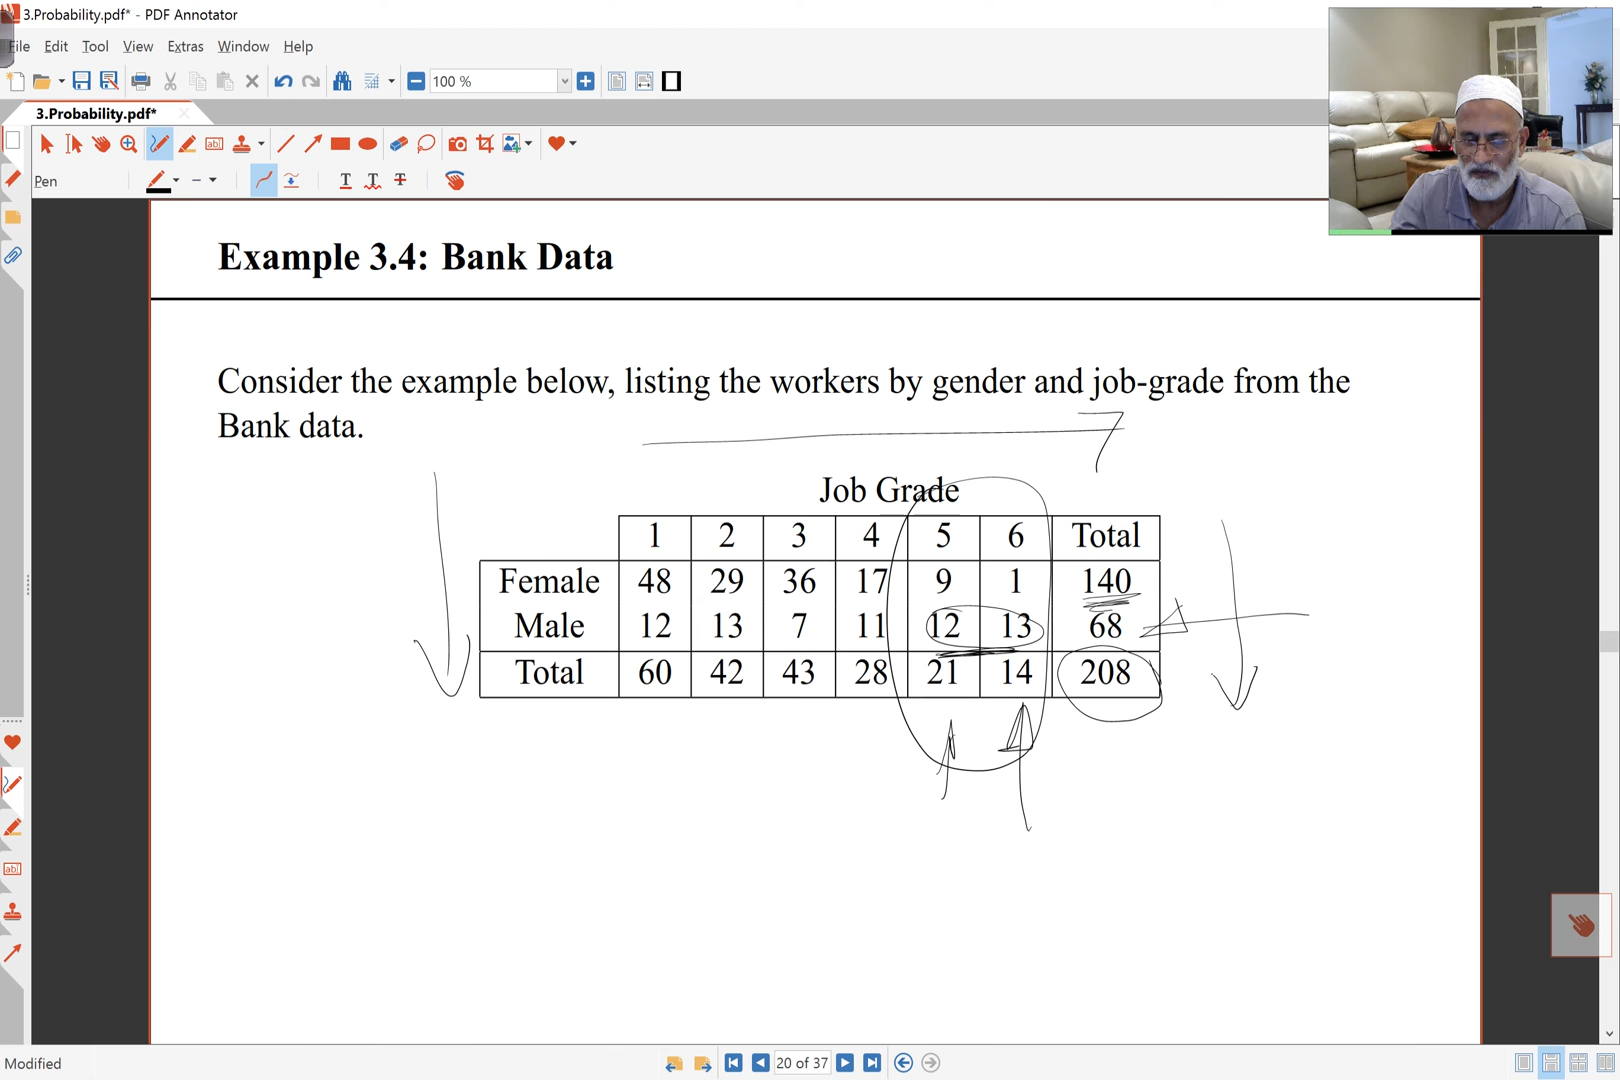 3.Probability.pdf* - PDF Annotator
File Edit Tool View Extras Window Help
100 %
3.Probability.pdf*
Pen
Example 3.4: Bank Data
Consider the example below, listing the workers by gender and job-grade from the
Bank data.
Job Grade
1 2 3 4 5 6 Total
Female 48 29 36 17 9 1 140
Male 12 13 7 11 12 13 68
Total 60 42 43 28 21 14 208
Modified
20 of 37